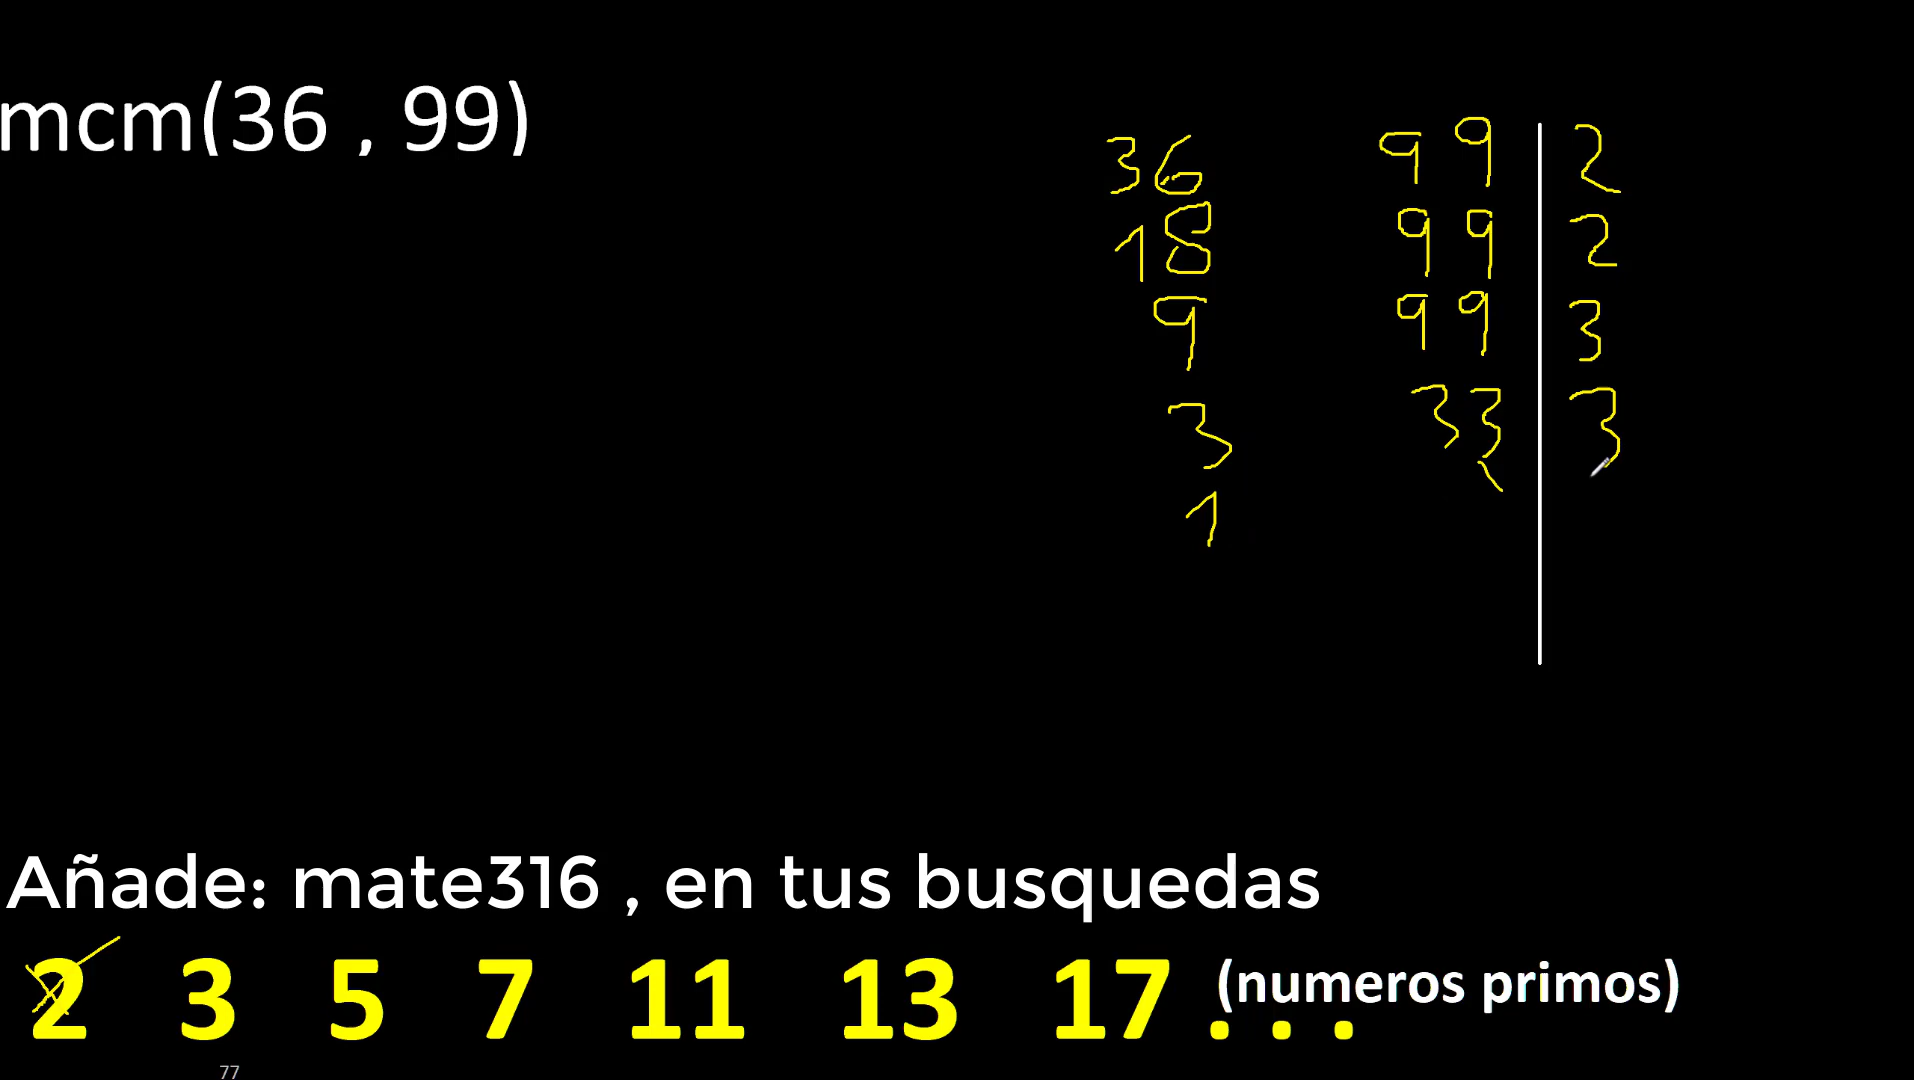 mcm(36 , 99)
36 99 2
18 99 2
9 99 3
3 33 3
1
Añade: mate316 , en tus busquedas
2 3 5 7 11 13 17 . . . (numeros primos)
77